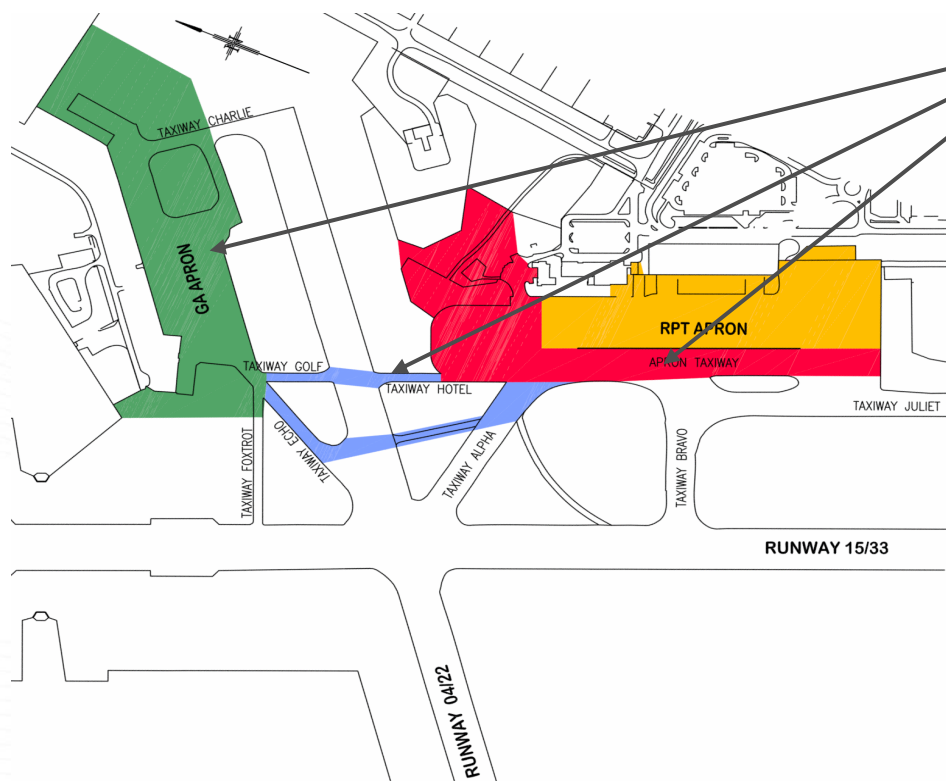 TAXIWAY CHARLIE
GA APRON
RPT APRON
TAXIWAY GOLF
APRON TAXIWAY
TAXIWAY HOTEL
TAXIWAY JULIET
TAXIWAY FOXTROT
TAXIWAY ECHO
TAXIWAY ALPHA
TAXIWAY BRAVO
RUNWAY 15/33
RUNWAY 04/22